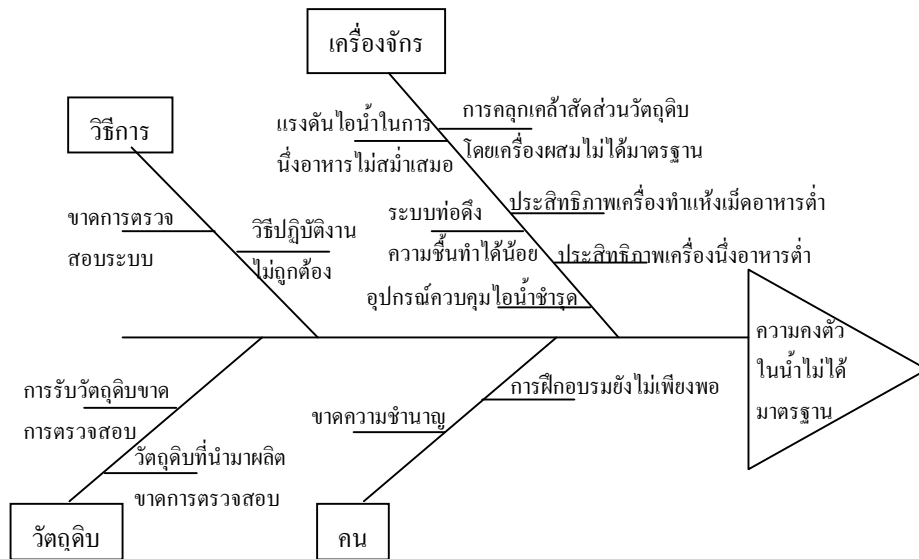 เครื่องจักร
วิธีการ
แรงดันไอน้ำในการ
นึ่งอาหารไม่สม่ำเสมอ
การคลุกเคล้าสัดส่วนวัตถุดิบ
โดยเครื่องผสมไม่ได้มาตรฐาน
ขาดการตรวจ
สอบระบบ
วิธีปฏิบัติงาน
ไม่ถูกต้อง
ระบบท่อดึง
ความชื้นทำได้น้อย
ประสิทธิภาพเครื่องทำแห้งเม็ดอาหารต่ำ
ประสิทธิภาพเครื่องนึ่งอาหารต่ำ
อุปกรณ์ควบคุมไอน้ำชำรุด
ความคงตัว
ในน้ำไม่ได้
มาตรฐาน
การรับวัตถุดิบขาด
การตรวจสอบ
วัตถุดิบที่นำมาผลิต
ขาดการตรวจสอบ
ขาดความชำนาญ
การฝึกอบรมยังไม่เพียงพอ
วัตถุดิบ
คน